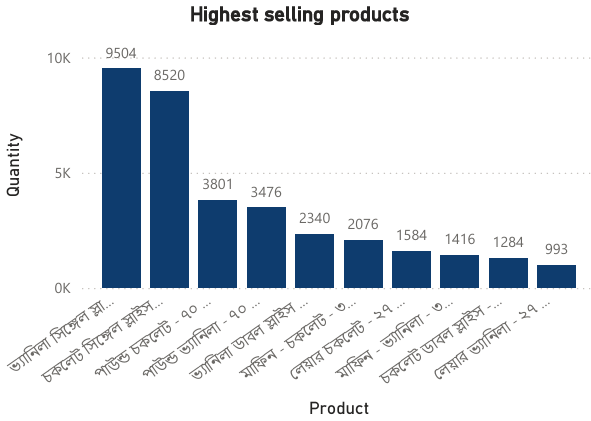 Highest selling products
Quantity
10K
5K
0K
9504
8520
3801
3476
2340
2076
1584
1416
1284
993
ভ্যানিলা সিঙ্গেল স্লা...
চকলেট সিঙ্গেল স্লাইস...
পাউন্ড চকলেট - ৭০ ...
পাউন্ড ভ্যানিলা - ৭০ ...
ভ্যানিলা ডাবল স্লাইস ...
মাফিন - চকলেট - ৩...
লেয়ার চকলেট - ২৭ ...
মাফিন - ভ্যানিলা - ৩...
চকলেট ডাবল স্লাইস -...
লেয়ার ভ্যানিলা - ২৭ ...
Product